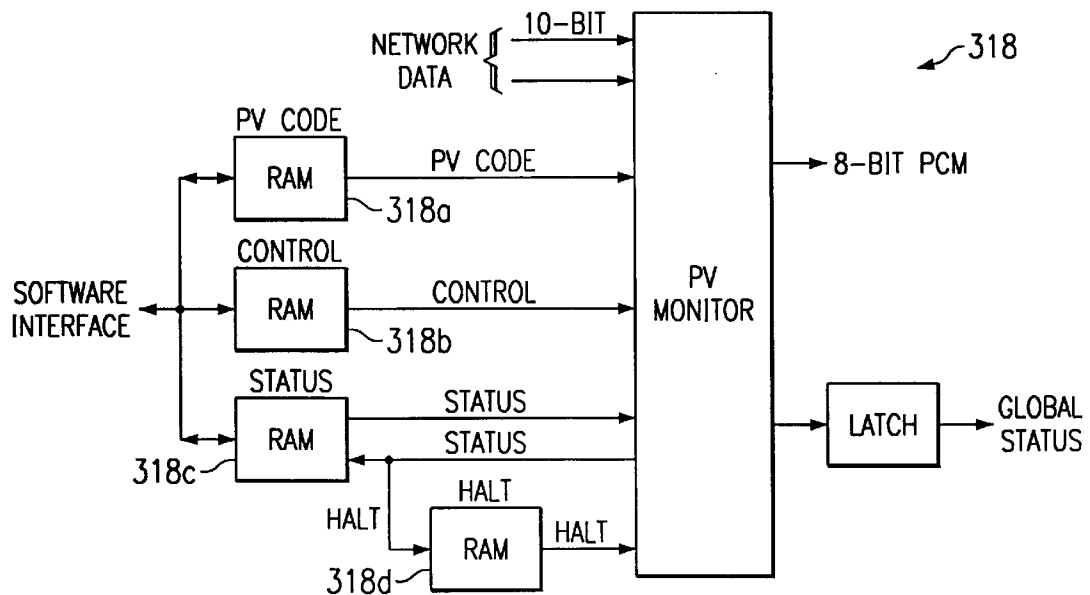 10-BIT
NETWORK
DATA
318
PV CODE
RAM
PV CODE
318a
8-BIT PCM
CONTROL
RAM
CONTROL
318b
SOFTWARE
INTERFACE
PV
MONITOR
STATUS
RAM
STATUS
STATUS
318c
LATCH
GLOBAL
STATUS
HALT
HALT
RAM
HALT
318d